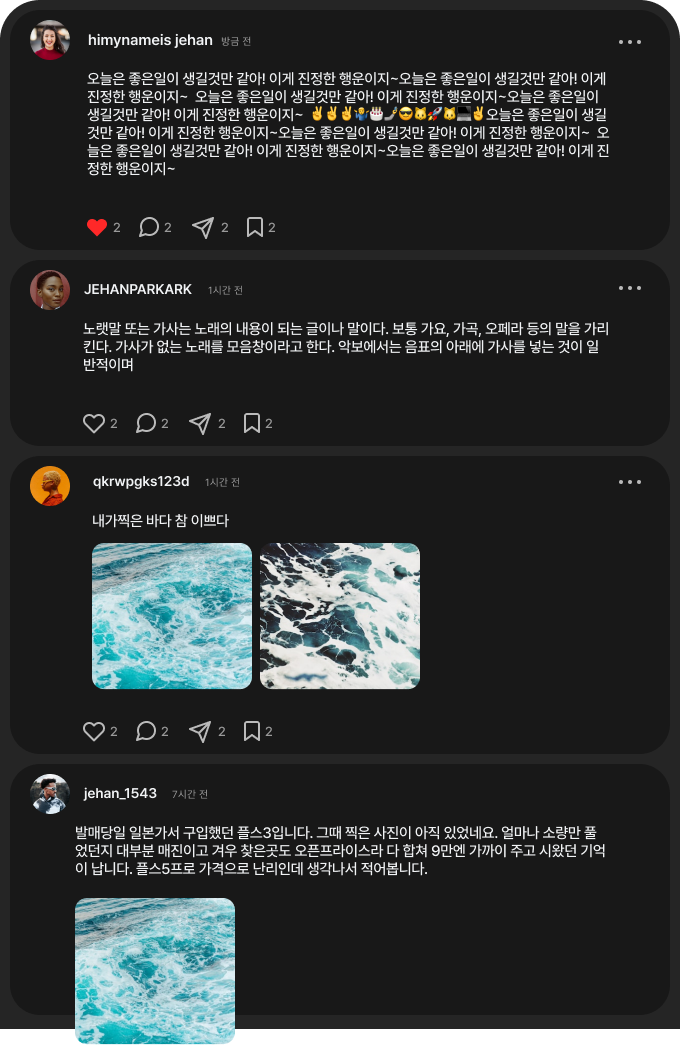 himynameis jehan 방금 전
오늘은 좋은일이 생길것만 같아! 이게 진정한 행운이지~오늘은 좋은일이 생길것만 같아! 이게
진정한 행운이지~ 오늘은 좋은일이 생길것만 같아! 이게 진정한 행운이지~오늘은 좋은일이
생길것만 같아! 이게 진정한 행운이지~ ✌✌✌🤷‍♂️🎂🤳😎😼🚀😼💻✌오늘은 좋은일이 생길
것만 같아! 이게 진정한 행운이지~오늘은 좋은일이 생길것만 같아! 이게 진정한 행운이지~ 오
늘은 좋은일이 생길것만 같아! 이게 진정한 행운이지~오늘은 좋은일이 생길것만 같아! 이게 진
정한 행운이지~
2 2 2 2
JEHANPARKARK 1시간 전
노랫말 또는 가사는 노래의 내용이 되는 글이나 말이다. 보통 가요, 가곡, 오페라 등의 말을 가리
킨다. 가사가 없는 노래를 모음창이라고 한다. 악보에서는 음표의 아래에 가사를 넣는 것이 일
반적이며
2 2 2 2
qkrwpgks123d 1시간 전
내가찍은 바다 참 이쁘다
2 2 2 2
jehan_1543 7시간 전
발매당일 일본가서 구입했던 플스3입니다. 그때 찍은 사진이 아직 있었네요. 얼마나 소량만 풀
었던지 대부분 매진이고 겨우 찾은곳도 오픈프라이스라 다 합쳐 9만엔 가까이 주고 시왔던 기억
이 납니다. 플스5프로 가격으로 난리인데 생각나서 적어봅니다.